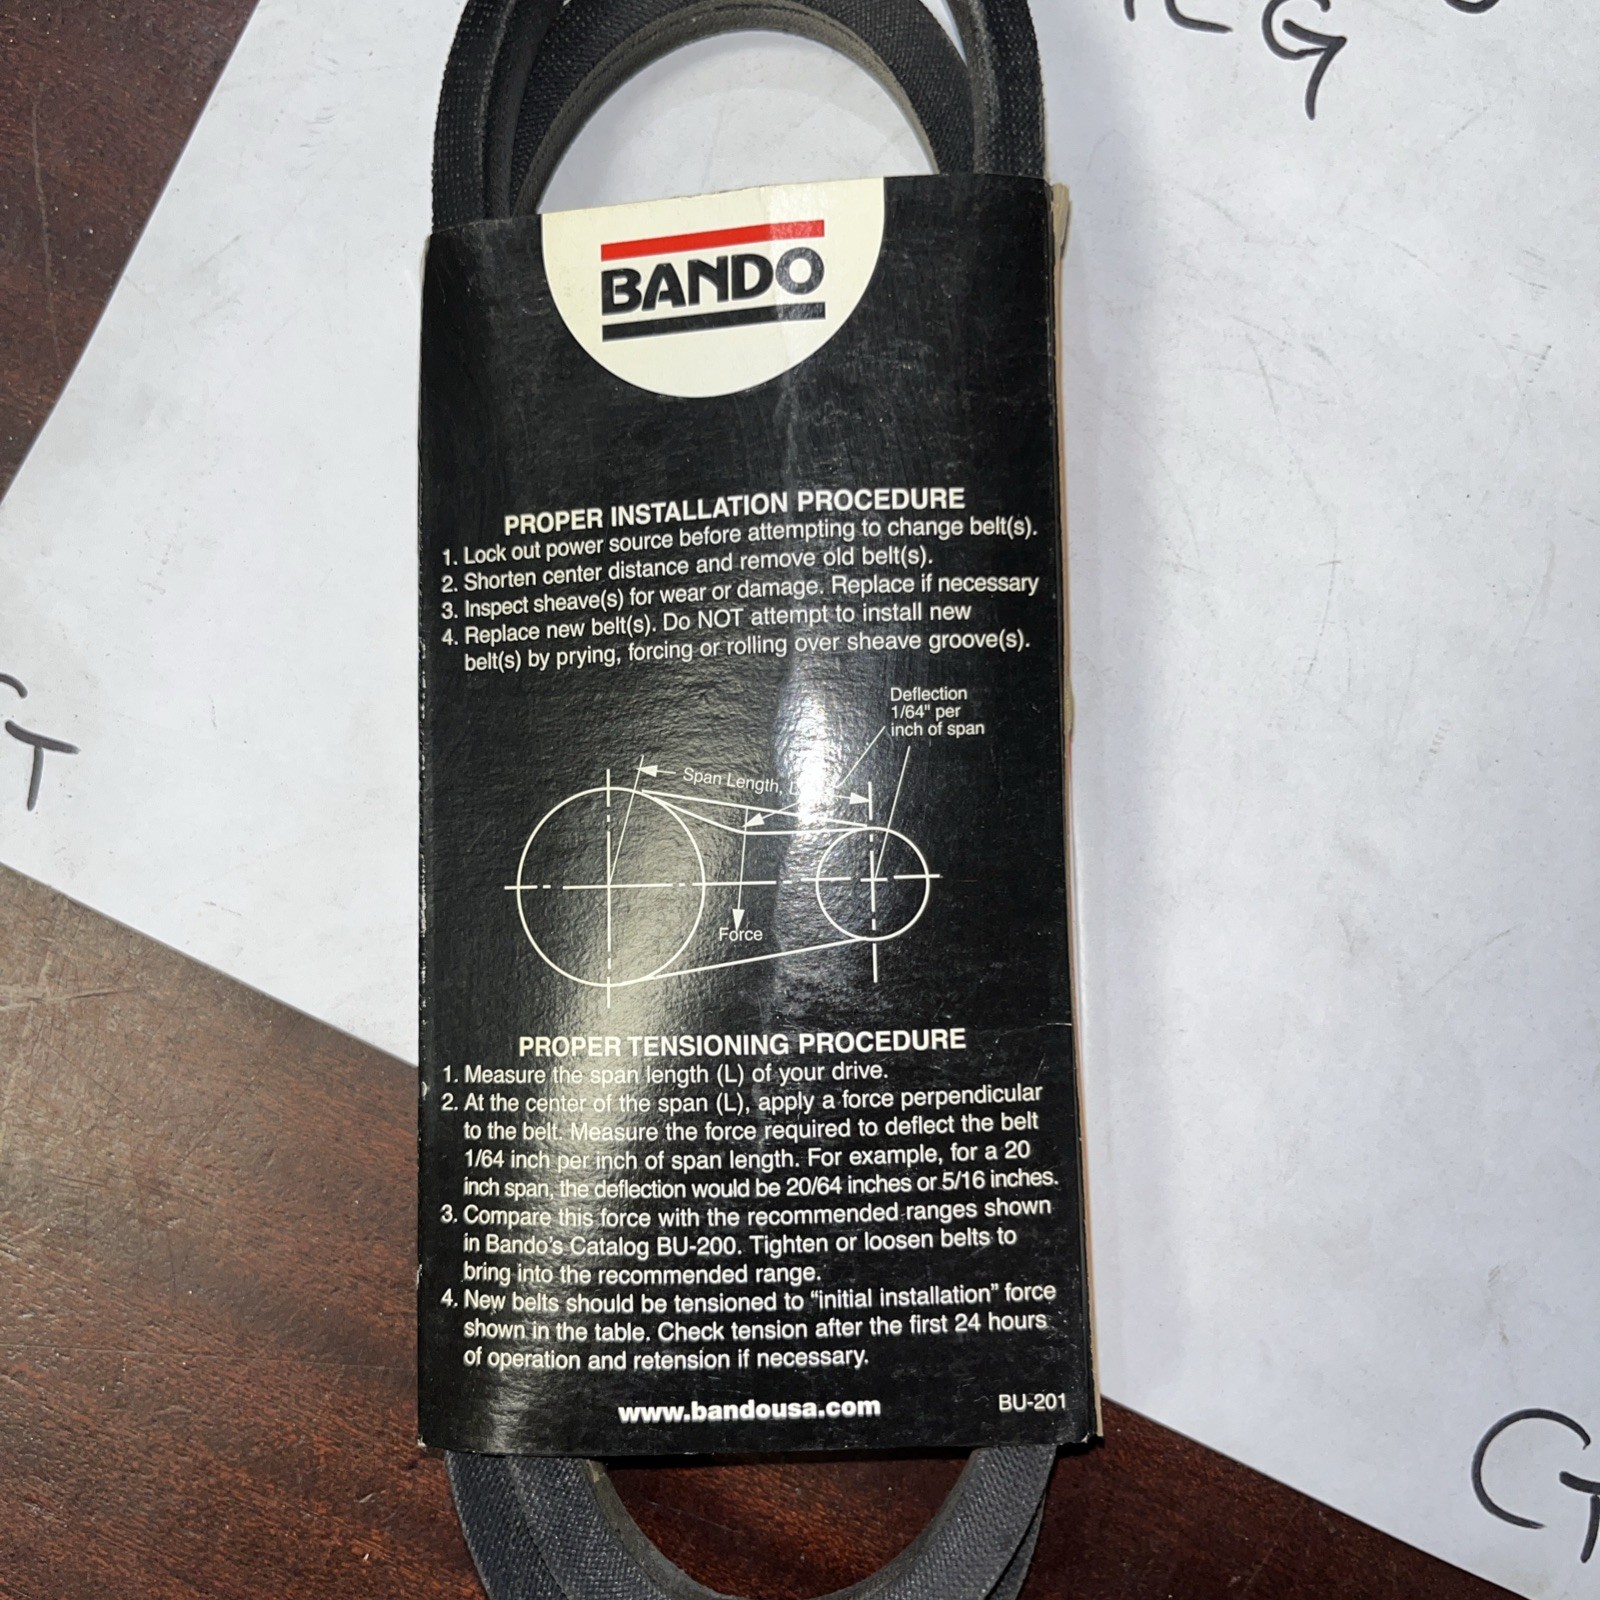 BANDO
PROPER INSTALLATION PROCEDURE
1. Lock out power source before attempting to change belt(s).
2. Shorten center distance and remove old belt(s).
3. Inspect sheave(s) for wear or damage. Replace if necessary
4. Replace new belt(s). Do NOT attempt to install new
belt(s) by prying, forcing or rolling over sheave groove(s).
Deflection
1/64" per
inch of span
Span Length,
Force
PROPER TENSIONING PROCEDURE
1. Measure the span length (L) of your drive.
2. At the center of the span (L), apply a force perpendicular
to the belt. Measure the force required to deflect the belt
1/64 inch per inch of span length. For example, for a 20
inch span, the deflection would be 20/64 inches or 5/16 inches.
3. Compare this force with the recommended ranges shown
in Bando's Catalog BU-200. Tighten or loosen belts to
bring into the recommended range.
4. New belts should be tensioned to “initial installation” force
shown in the table. Check tension after the first 24 hours
of operation and retension if necessary.
www.bandousa.com
BU-201